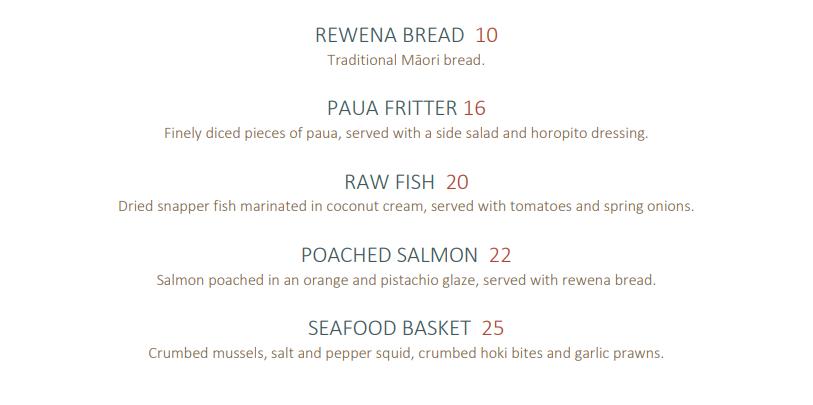 REWENA BREAD 10
Traditional Māori bread.
PAUA FRITTER 16
Finely diced pieces of paua, served with a side salad and horopito dressing.
RAW FISH 20
Dried snapper fish marinated in coconut cream, served with tomatoes and spring onions.
POACHED SALMON 22
Salmon poached in an orange and pistachio glaze, served with rewena bread.
SEAFOOD BASKET 25
Crumbed mussels, salt and pepper squid, crumbed hoki bites and garlic prawns.